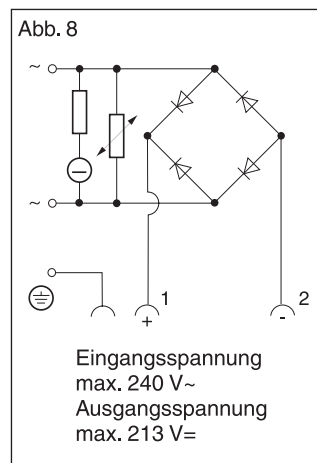 Abb. 8
~
~
1
2
+
-
Eingangsspannung
max. 240 V~
Ausgangsspannung
max. 213 V=